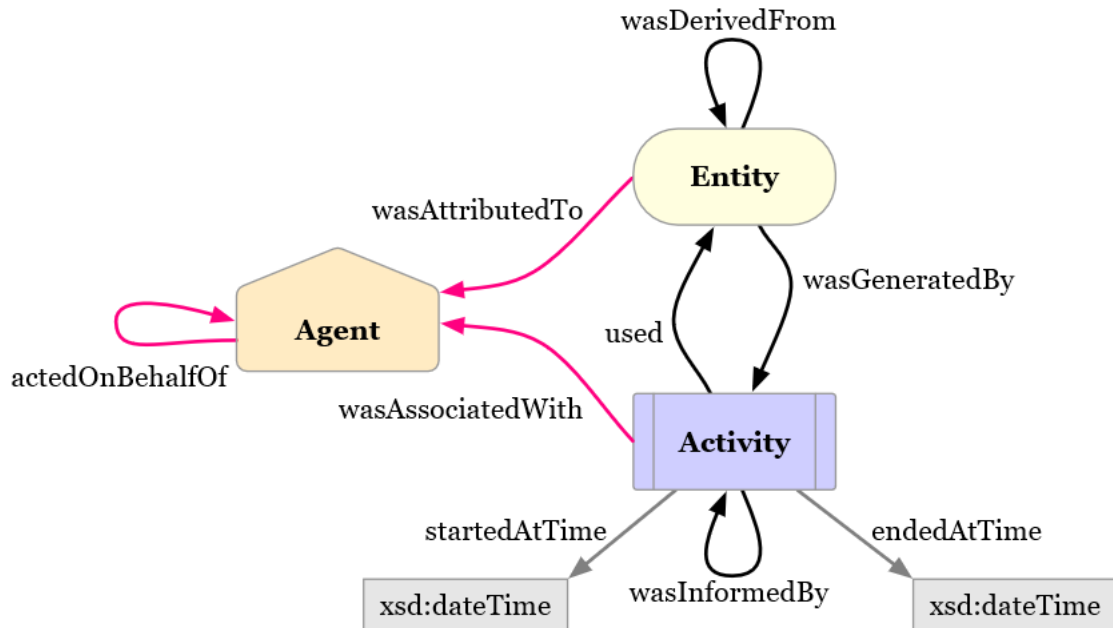 wasDerivedFrom
Entity
wasAttributedTo
wasGeneratedBy
Agent
used
actedOnBehalfOf
wasAssociatedWith
Activity
startedAtTime
endedAtTime
wasInformedBy
xsd:dateTime
xsd:dateTime